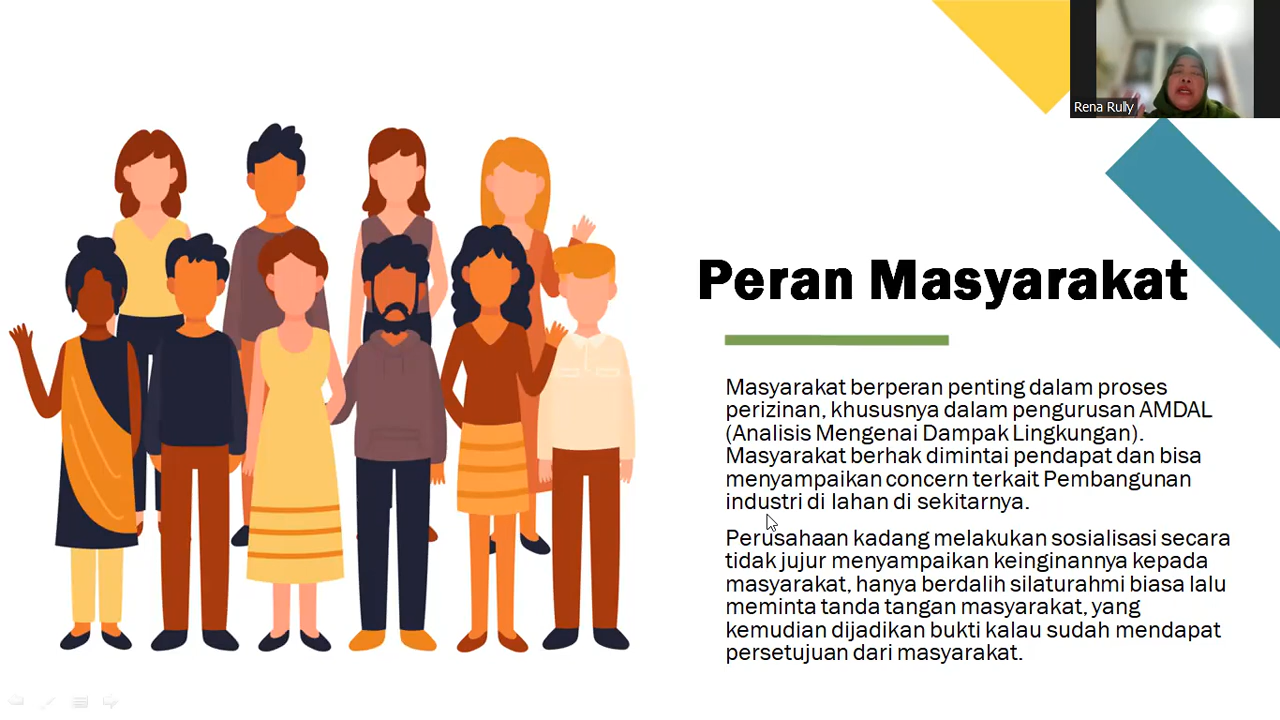 Rena Rully
Peran Masyarakat
Masyarakat berperan penting dalam proses
perizinan, khususnya dalam pengurusan AMDAL
(Analisis Mengenai Dampak Lingkungan).
Masyarakat berhak dimintai pendapat dan bisa
menyampaikan concern terkait Pembangunan
industri di lahan di sekitarnya.
Perusahaan kadang melakukan sosialisasi secara
tidak jujur menyampaikan keinginannya kepada
masyarakat, hanya berdalih silaturahmi biasa lalu
meminta tanda tangan masyarakat, yang
kemudian dijadikan bukti kalau sudah mendapat
persetujuan dari masyarakat.